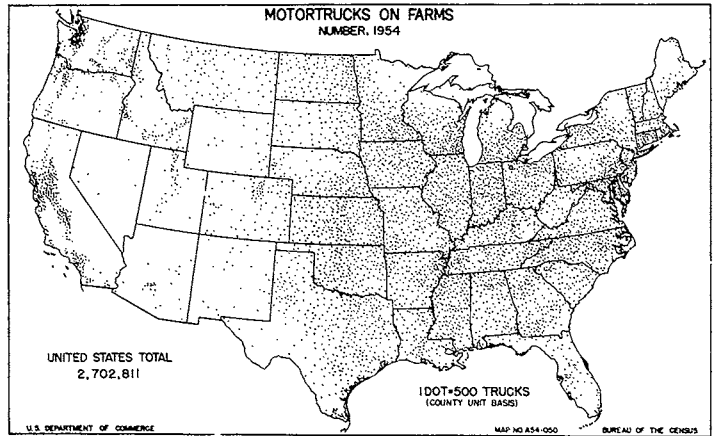 MOTORTRUCKS ON FARMS
NUMBER, 1954
UNITED STATES TOTAL
2,702,811
1 DOT=500 TRUCKS
(COUNTY UNIT BASIS)
U.S. DEPARTMENT OF COMMERCE
MAP NO A54-050
BUREAU OF THE CENSUS